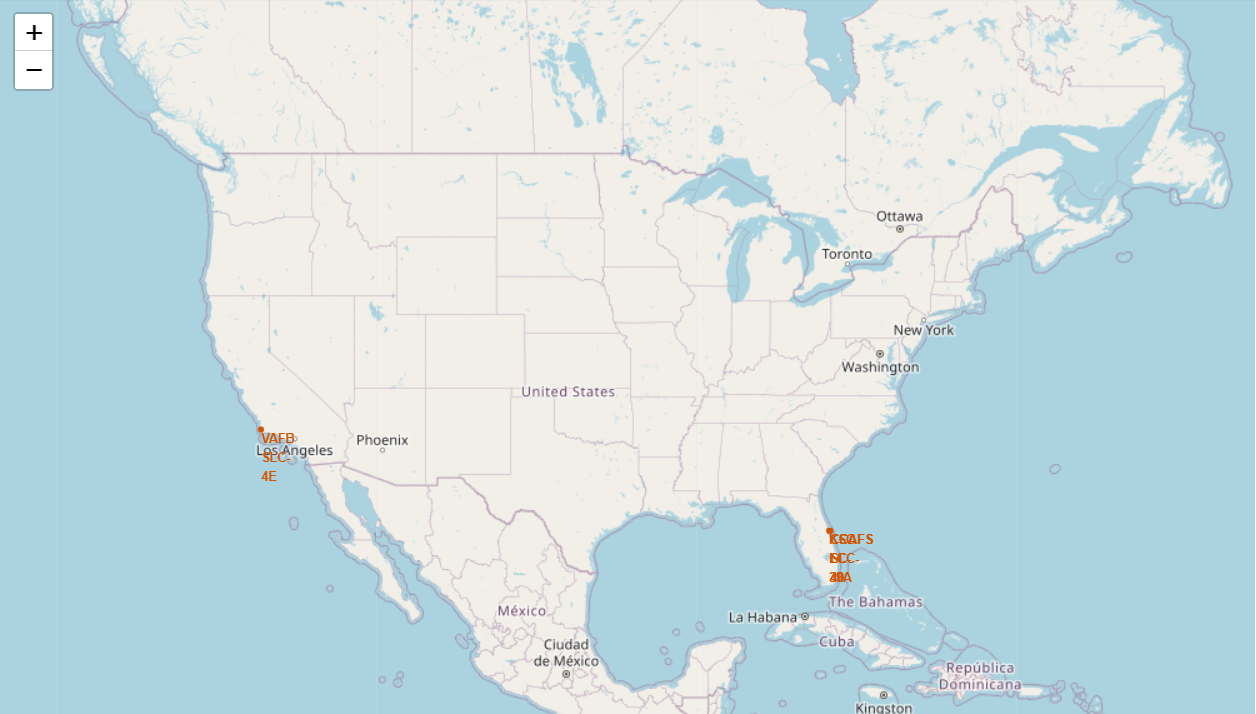 +
−
Ottawa
Toronto
New York
Washington
United States
Phoenix
VAFB
Los Angeles
SLC-
4E
México
Ciudad
de México
La Habana
The Bahamas
Cuba
República
Dominicana
Kingston